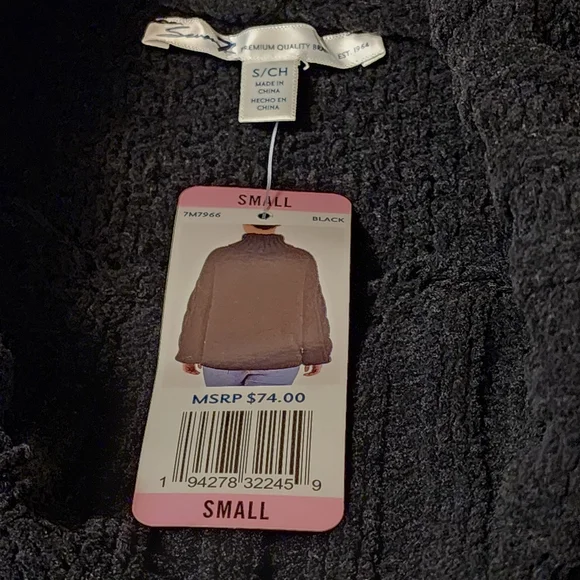 PREMIUM QUALITY
EST. 1964
S/CH
MADE IN
CHINA
HECHO EN
CHINA
SMALL
7M7966
BLACK
MSRP $74.00
1 94278 32245 9
SMALL